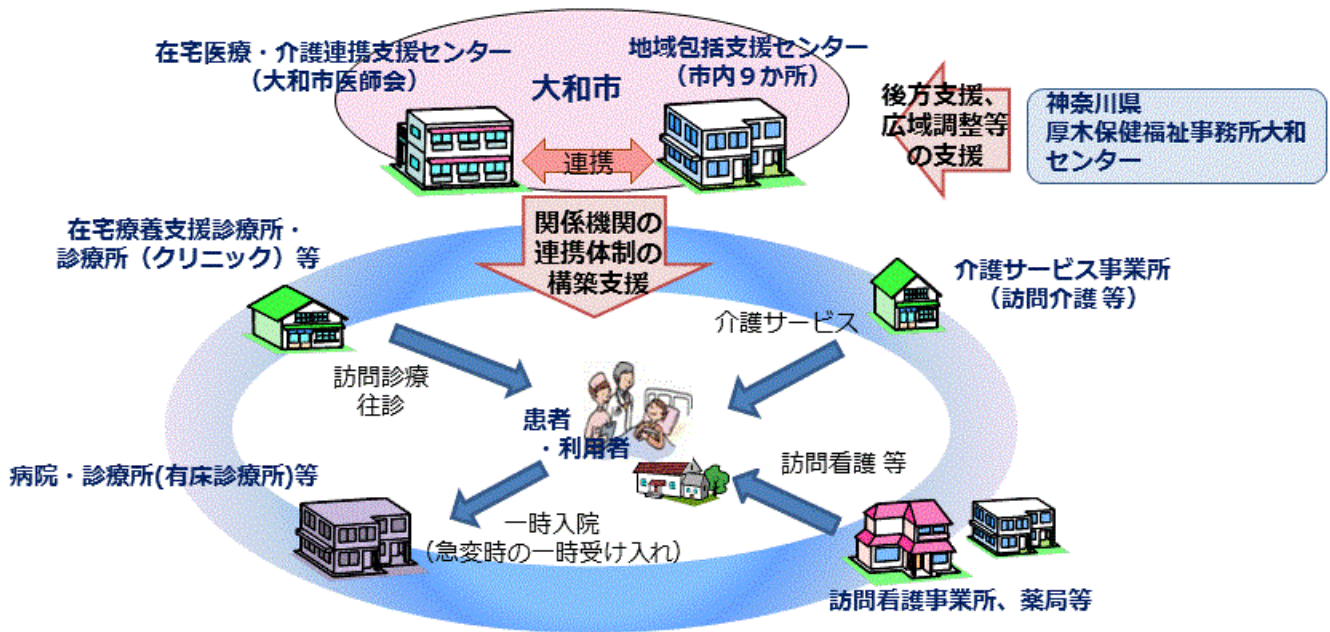 在宅医療・介護連携支援センター
（大和市医師会）
地域包括支援センター
（市内９か所）
大和市
連携
後方支援、
広域調整等
の支援
神奈川県
厚木保健福祉事務所大和
センター
関係機関の
連携体制の
構築支援
在宅療養支援診療所・
診療所（クリニック）等
介護サービス事業所
（訪問介護 等）
介護サービス
訪問診療
往診
患者
・利用者
病院・診療所(有床診療所)等
訪問看護 等
一時入院
（急変時の一時受け入れ）
訪問看護事業所、薬局等